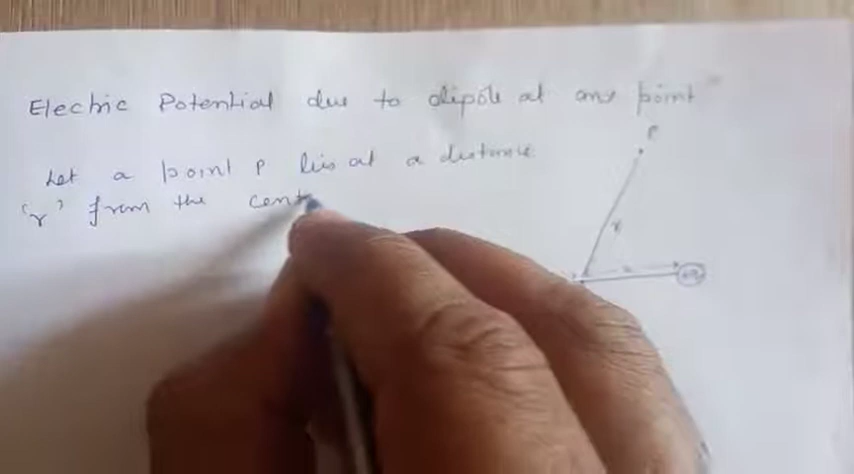 Electric Potential due to dipole at any point
Let a point P lies at a distance
'r' from the cent
P
r
a
+q